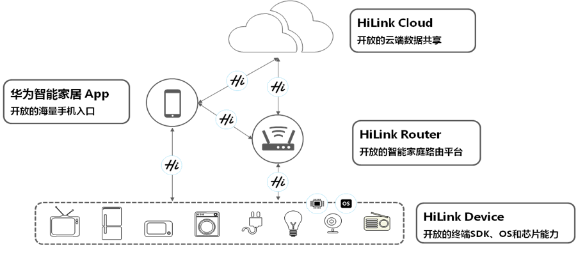 HiLink Cloud
开放的云端数据共享
华为智能家居 App
开放的海量手机入口
Hi
Hi
Hi
HiLink Router
开放的智能家庭路由平台
Hi
Hi
OS
HiLink Device
开放的终端SDK、OS和芯片能力